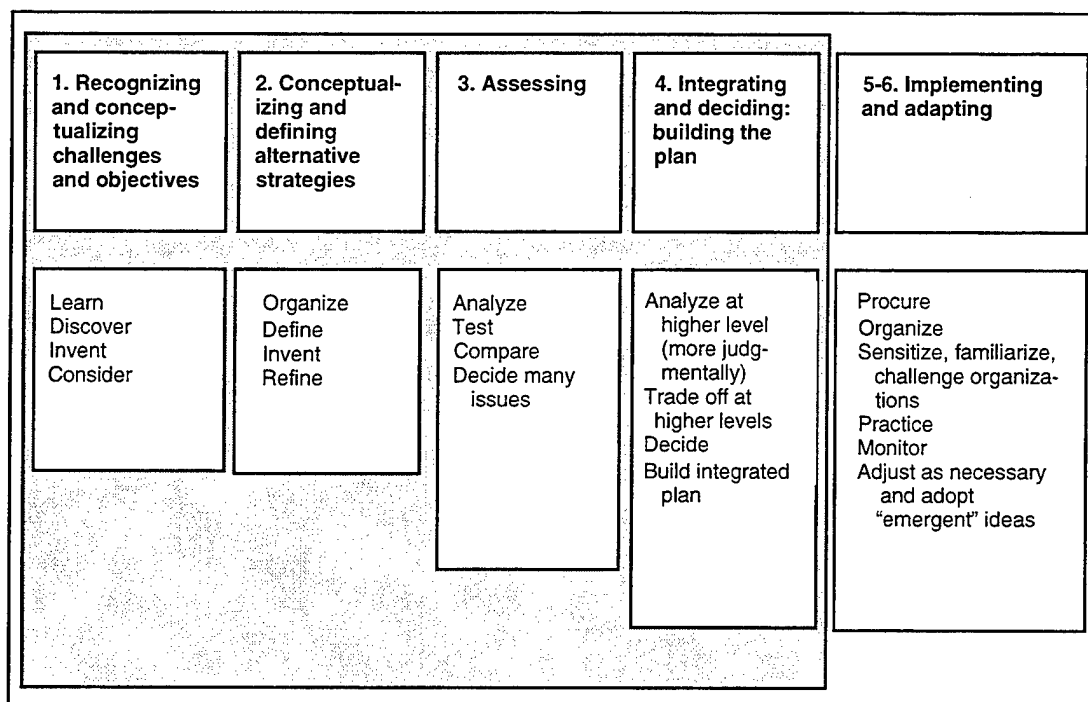 1. Recognizing
and concep-
tualizing
challenges
and objectives
2. Conceptual-
izing and
defining
alternative
strategies
3. Assessing
4. Integrating
and deciding:
building the
plan
5-6. Implementing
and adapting
Learn
Discover
Invent
Consider
Organize
Define
Invent
Refine
Analyze
Test
Compare
Decide many
issues
Analyze at
higher level
(more judg-
mentally)
Trade off at
higher levels
Decide
Build integrated
plan
Procure
Organize
Sensitize, familiarize,
challenge organiza-
tions
Practice
Monitor
Adjust as necessary
and adopt
“emergent” ideas